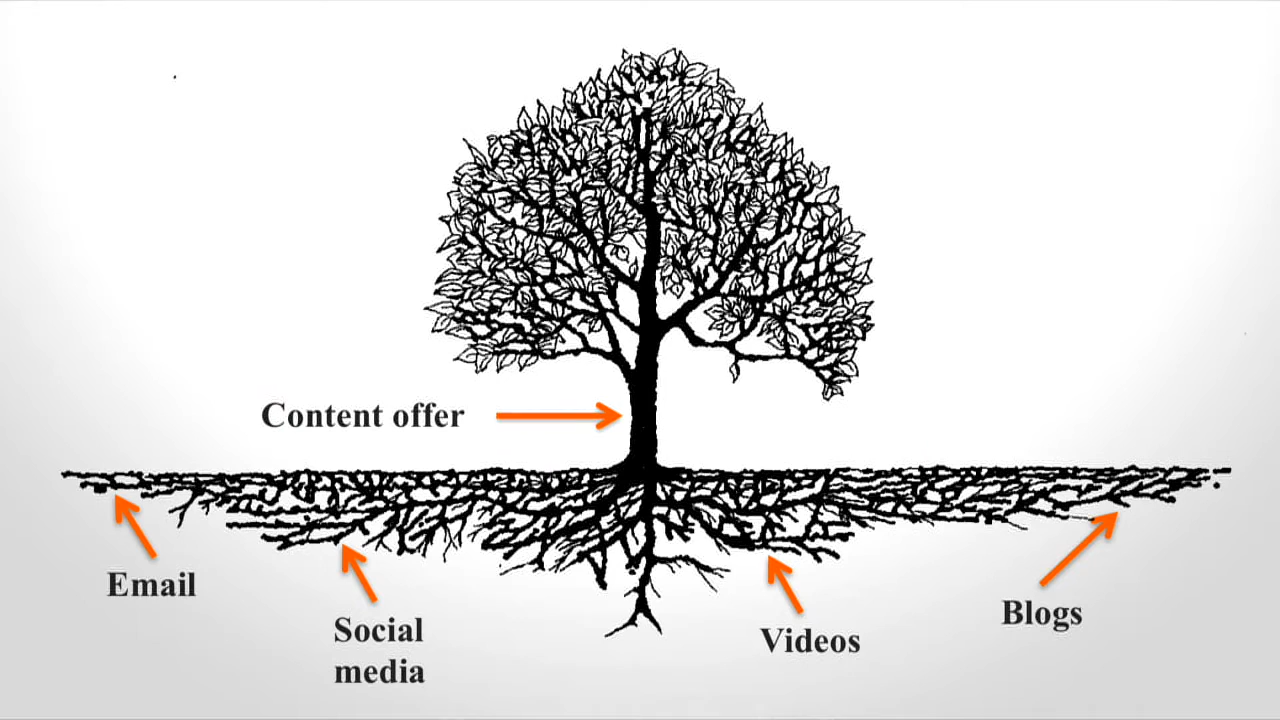 Content offer
Email
Social
media
Videos
Blogs